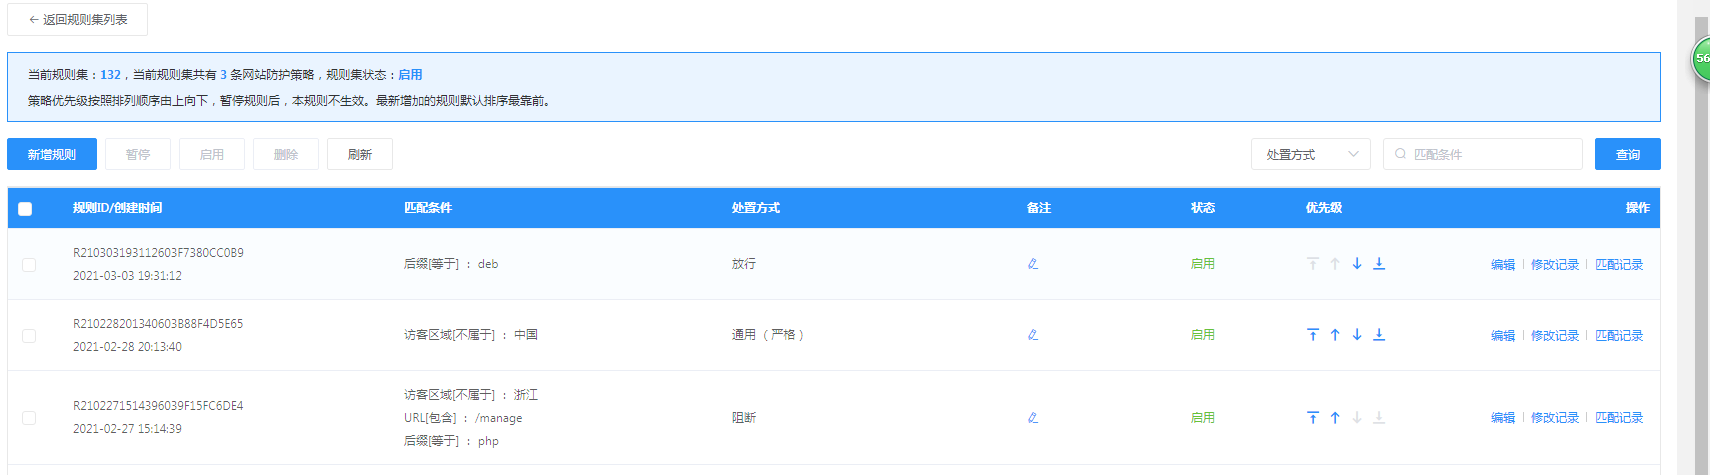 ← 返回规则集列表
当前规则集：132，当前规则集共有 3 条网站防护策略，规则集状态：启用
策略优先级按照排列顺序由上向下，暂停规则后，本规则不生效。最新增加的规则默认排序最靠前。
新增规则 暂停 启用 删除 刷新 处置方式 匹配条件 查询
规则ID/创建时间 匹配条件 处置方式 备注 状态 优先级 操作
R210303193112603F7380CC0B9
2021-03-03 19:31:12
后缀[等于] ： deb
放行
启用
编辑 | 修改记录 | 匹配记录
R210228201340603B88F4D5E65
2021-02-28 20:13:40
访客区域[不属于] ： 中国
通用 （ 严格 ）
启用
编辑 | 修改记录 | 匹配记录
R2102271514396039F15FC6DE4
2021-02-27 15:14:39
访客区域[不属于] ： 浙江
URL[包含] ： /manage
后缀[等于] ： php
阻断
启用
编辑 | 修改记录 | 匹配记录
56